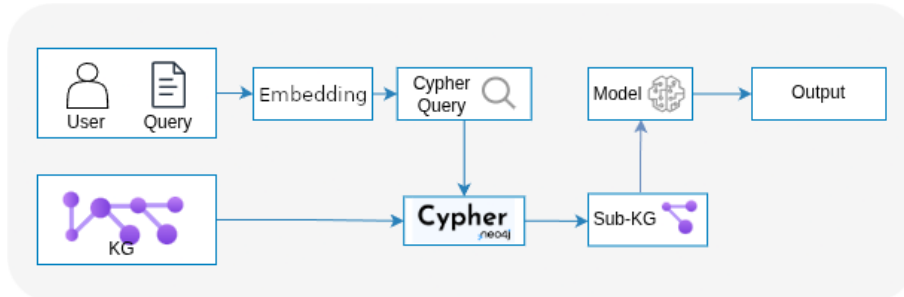 User
Query
Embedding
Cypher
Query
Model
Output
KG
Cypher
neo4j
Sub-KG